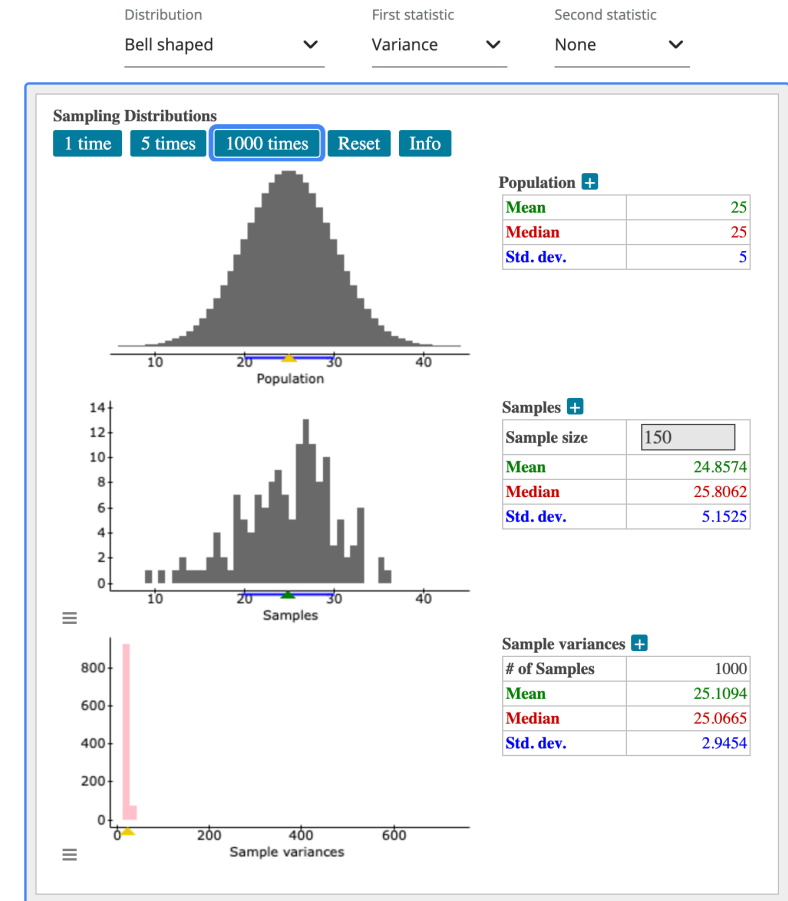 Distribution First statistic Second statistic
Bell shaped Variance None
Sampling Distributions
1 time 5 times 1000 times Reset Info
Population
Mean 25
Median 25
Std. dev. 5
10 20 30 40
Population
Samples
Sample size 150
Mean 24.8574
Median 25.8062
Std. dev. 5.1525
14
12
10
8
6
4
2
0
10 20 30 40
Samples
Sample variances
# of Samples 1000
Mean 25.1094
Median 25.0665
Std. dev. 2.9454
800
600
400
200
0
0 200 400 600
Sample variances